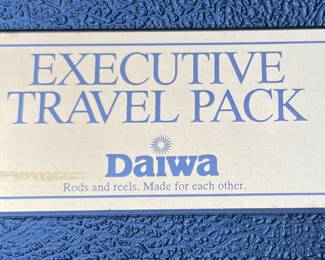 EXECUTIVE
TRAVEL PACK
Daiwa
Rods and reels. Made for each other.